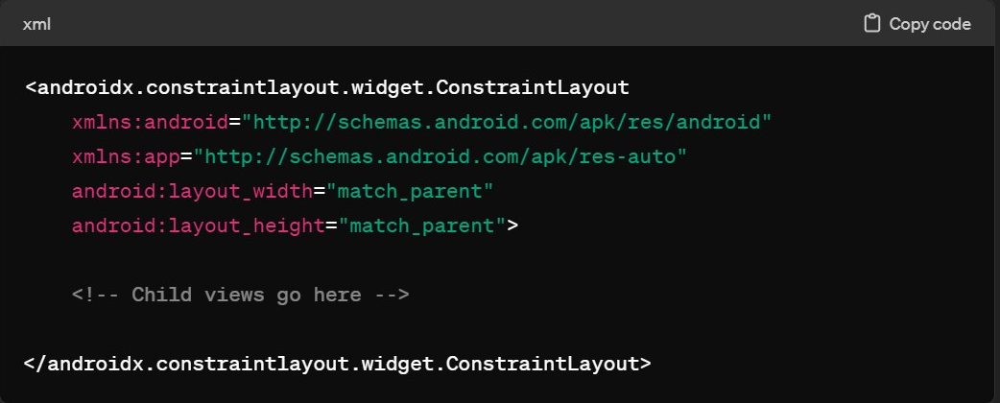 xml
Copy code
<androidx.constraintlayout.widget.ConstraintLayout
xmlns:android="http://schemas.android.com/apk/res/android"
xmlns:app="http://schemas.android.com/apk/res-auto"
android:layout_width="match_parent"
android:layout_height="match_parent">
<!-- Child views go here -->
</androidx.constraintlayout.widget.ConstraintLayout>